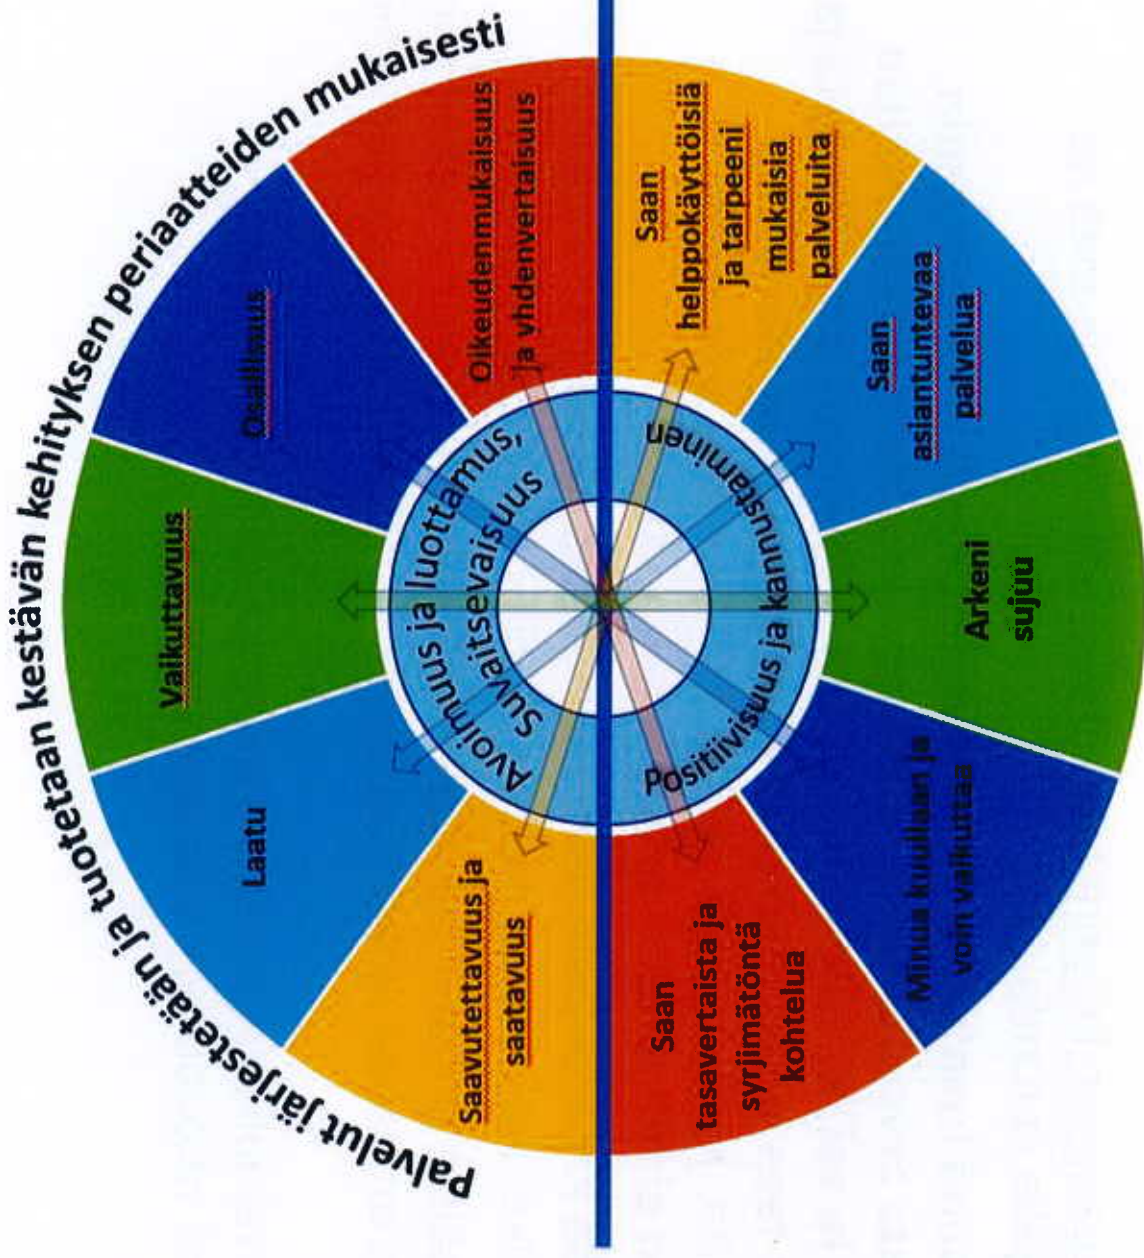 Palvelut järjestetään ja tuotetaan kestävän kehityksen periaatteiden mukaisesti
Saavutettavuus ja
saatavuus
Laatu
Vaikuttavuus
Osallisuus
Oikeudenmukaisuus
ja yhdenvertaisuus
Avoimuus ja luottamus,
Suvaitsevaisuus
Positiivisuus ja kannustaminen
Saan
tasavertaista ja
syrjimätöntä
kohtelua
Minua kuullaan ja
voin vaikuttaa
Arkeni
sujuu
Saan
asiantuntevaa
palvelua
Saan
helppokäyttöisiä
ja tarpeeni
mukaisia
palveluita